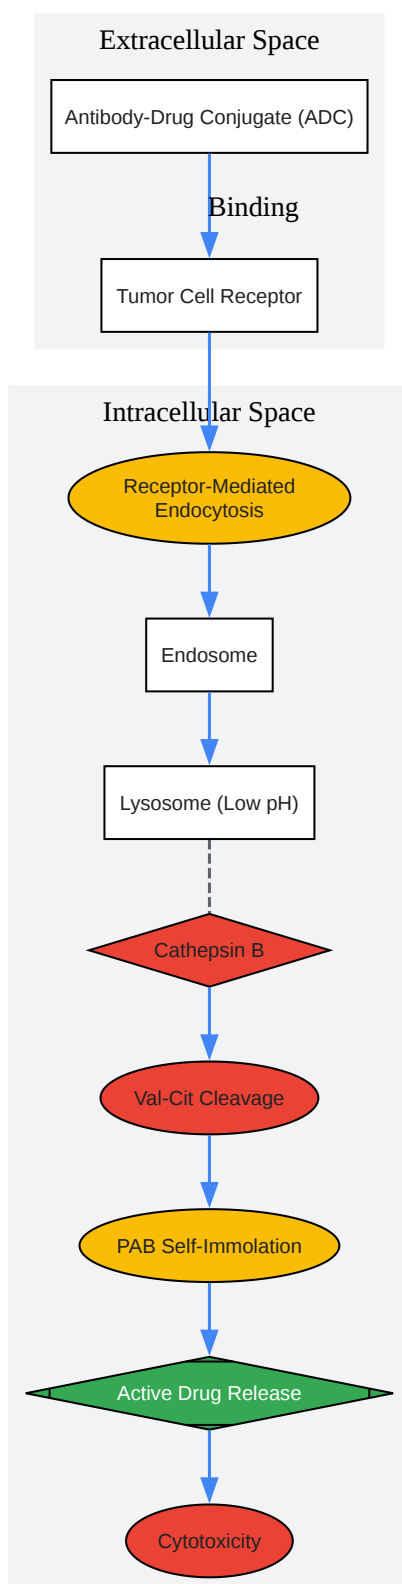 Extracellular Space
Antibody-Drug Conjugate (ADC)
Binding
Tumor Cell Receptor
Intracellular Space
Receptor-Mediated
Endocytosis
Endosome
Lysosome (Low pH)
Cathepsin B
Val-Cit Cleavage
PAB Self-Immolation
Active Drug Release
Cytotoxicity